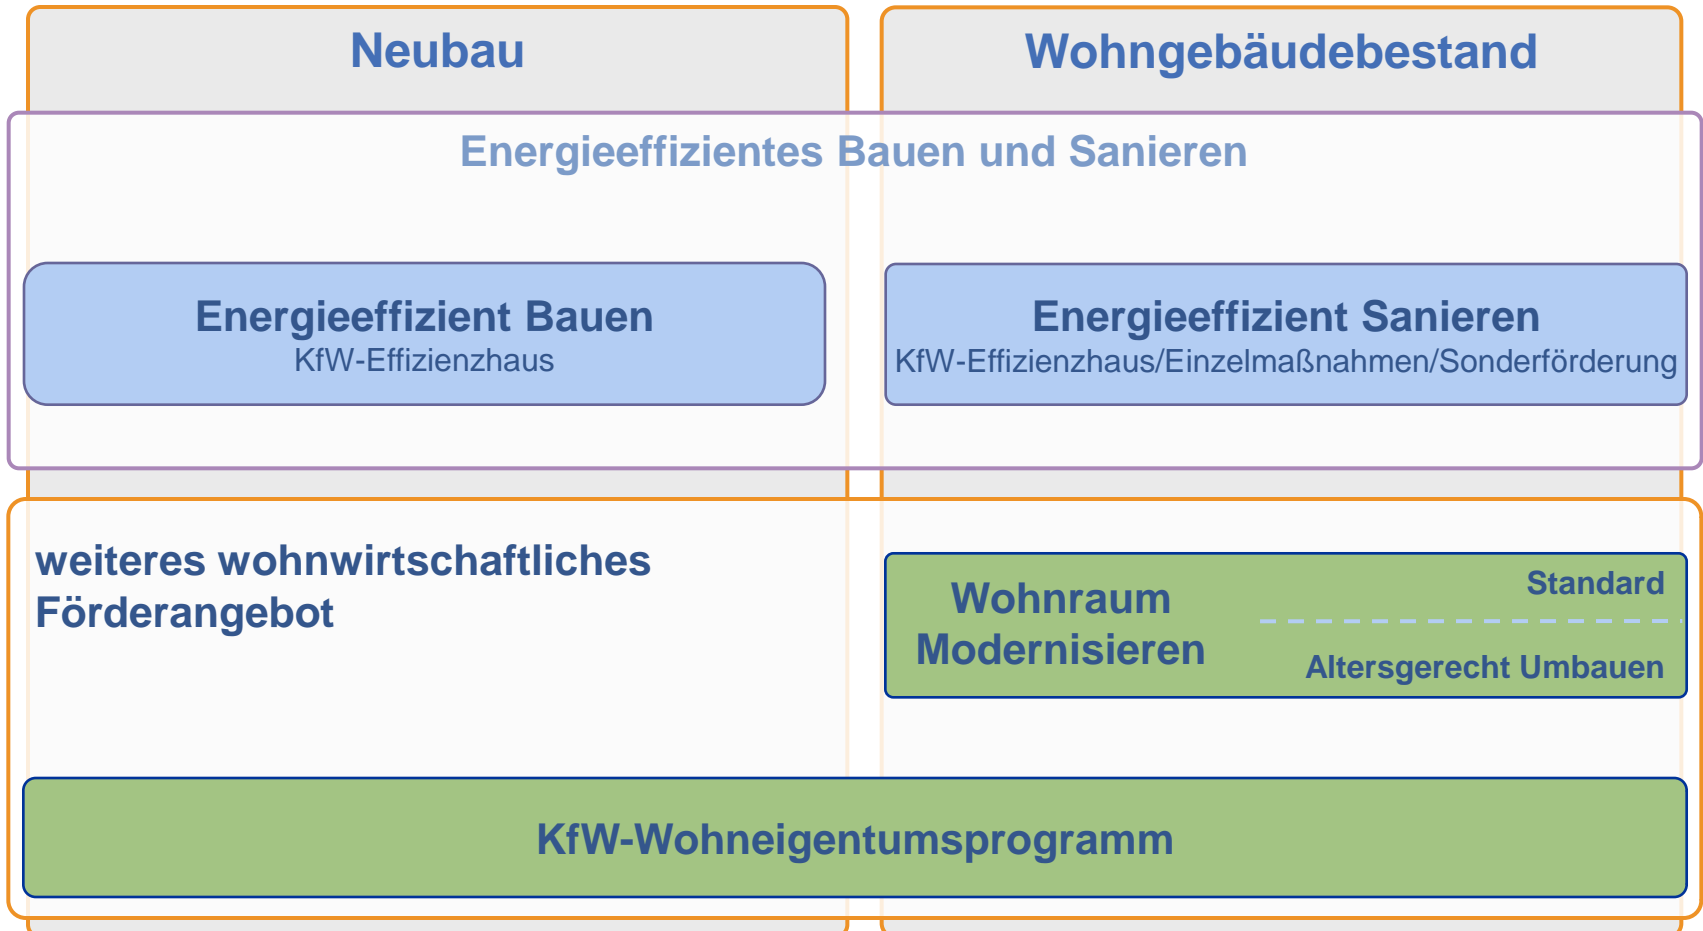 Neubau
Wohngebäudebestand
Energieeffizientes Bauen und Sanieren
Energieeffizient Bauen
KfW-Effizienzhaus
Energieeffizient Sanieren
KfW-Effizienzhaus/Einzelmaßnahmen/Sonderförderung
weiteres wohnwirtschaftliches
Förderangebot
Wohnraum
Modernisieren
Standard
Altersgerecht Umbauen
KfW-Wohneigentumsprogramm